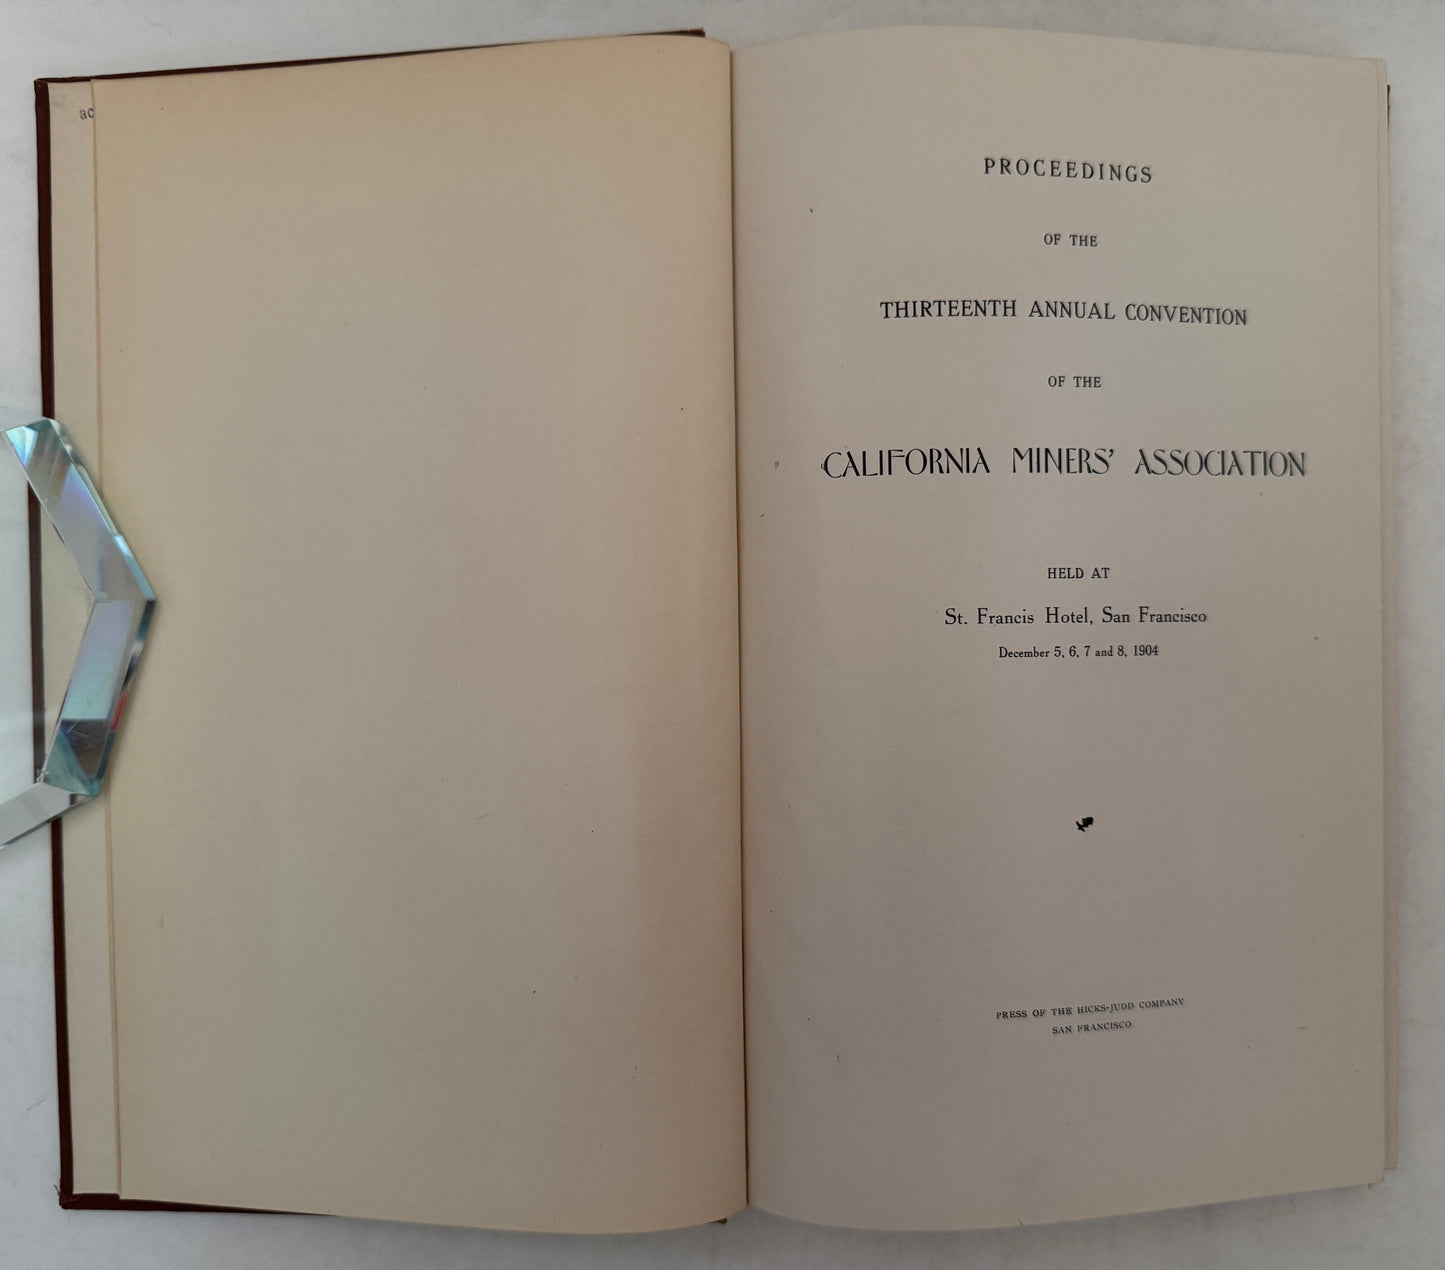 ac
PROCEEDINGS
OF THE
THIRTEENTH ANNUAL CONVENTION
OF THE
CALIFORNIA MINERS' ASSOCIATION
HELD AT
St. Francis Hotel, San Francisco
December 5, 6, 7 and 8, 1904
PRESS OF THE HICKS-JUDD COMPANY
SAN FRANCISCO